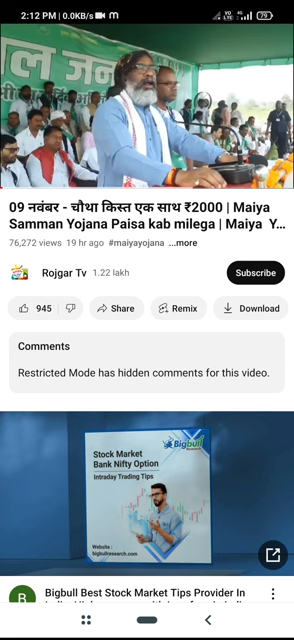 2:12 PM | 0.0KB/s
79
ल जन
09 नवंबर - चौथा किस्त एक साथ ₹2000 | Maiya
Samman Yojana Paisa kab milega | Maiya Y...
76,272 views 19 hr ago #maiyayojana ...more
Rojgar Tv 1.22 lakh
Subscribe
945
Share
Remix
Download
Comments
Restricted Mode has hidden comments for this video.
Bigbull
Stock Market
Bank Nifty Option
Intraday Trading Tips
Website :
bigbullresearch.com
B
Bigbull Best Stock Market Tips Provider In